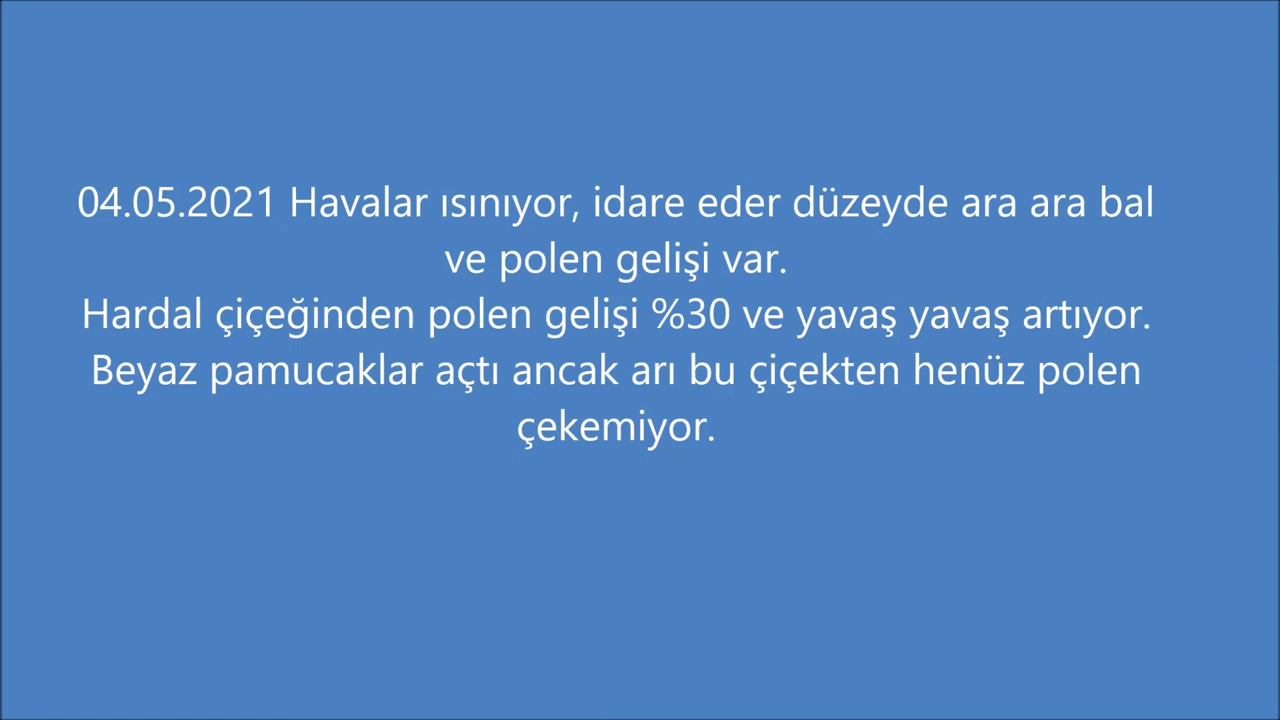 04.05.2021 Havalar ısınıyor, idare eder düzeyde ara ara bal
ve polen gelişi var.
Hardal çiçeğinden polen gelişi %30 ve yavaş yavaş artıyor.
Beyaz pamucaklar açtı ancak arı bu çiçekten henüz polen
çekemiyor.